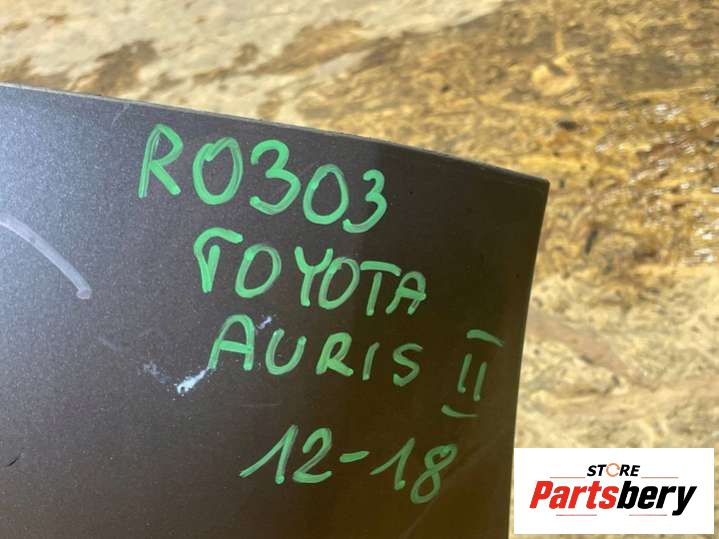 R0303
TOYOTA
AURIS II
12-18
STORE
Partsbery